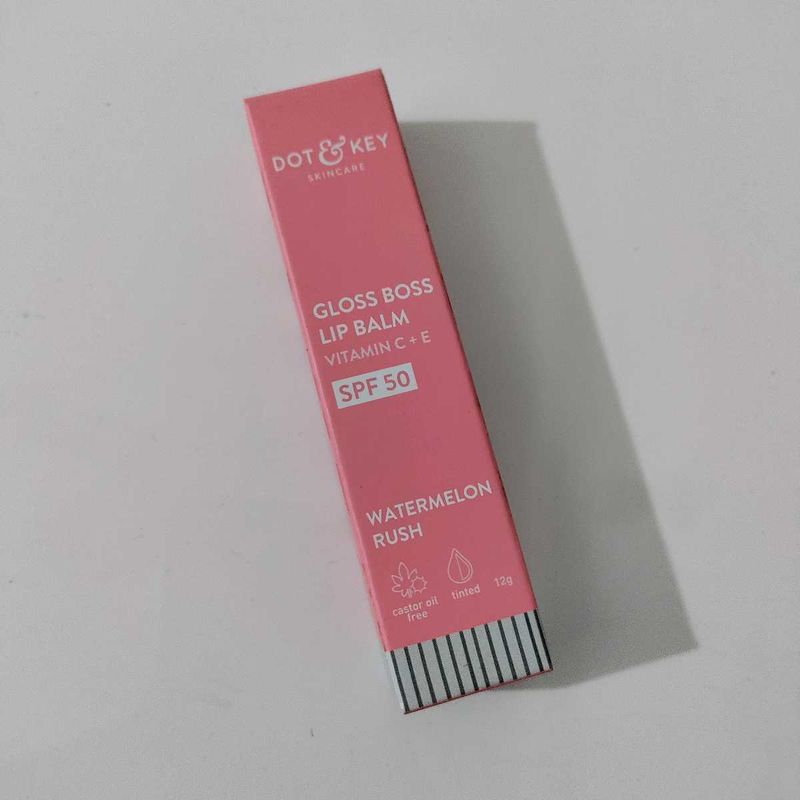 DOT & KEY
SKINCARE
GLOSS BOSS
LIP BALM
VITAMIN C + E
SPF 50
WATERMELON
RUSH
castor oil
free
tinted
12g